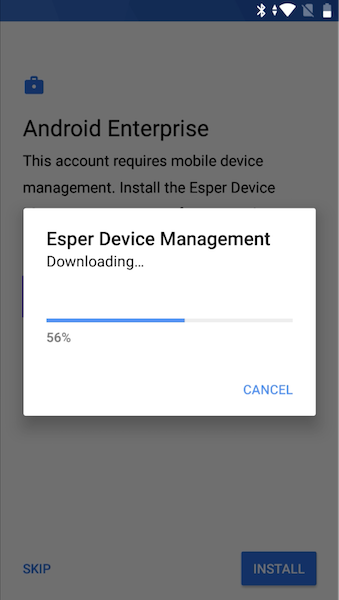 Android Enterprise
This account requires mobile device
management. Install the Esper Device
Esper Device Management
Downloading...
56%
CANCEL
SKIP
INSTALL